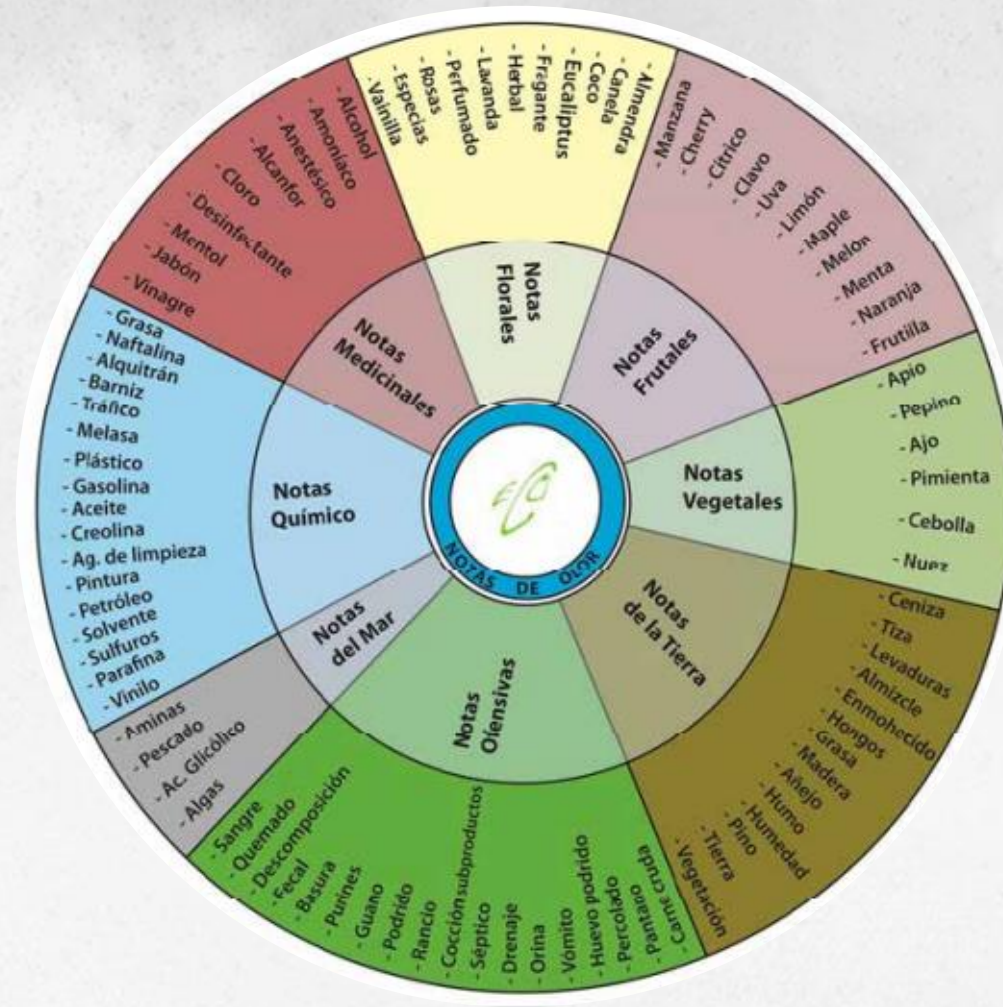 Notas
Florales
- Vainilla
- Especias
- Rosas
- Perfumado
- Lavanda
- Herbal
- Fragante
- Eucaliptus
- Coco
- Canela
- Almendra
Notas
Frutales
- Manzana
- Cherry
- Cítrico
- Clavo
- Uva
- Limón
- Maple
- Melon
- Menta
- Naranja
- Frutilla
Notas
Vegetales
- Apio
- Pepino
- Ajo
- Pimienta
- Cebolla
- Nuez
Notas
de la Tierra
- Ceniza
- Tiza
- Levaduras
- Almizcle
- Enmohecido
- Hongos
- Grasa
- Madera
- Añejo
- Humo
- Humedad
- Pino
- Tierra
- Vegetación
Notas
Ofensivas
- Sangre
- Quemado
- Descomposición
- Fecal
- Basura
- Purines
- Guano
- Podrido
- Rancio
- Cocción subproductos
- Séptico
- Drenaje
- Orina
- Vomito
- Huevo podrido
- Percolado
- Pantano
- Carne cruda
Notas
del Mar
- Aminas
- Pescado
- Ac. Glicólico
- Algas
Notas
Químico
- Grasa
- Naftalina
- Alquitrán
- Barniz
- Tráfico
- Melasa
- Plástico
- Gasolina
- Aceite
- Creolina
- Ag. de limpieza
- Pintura
- Petróleo
- Solvente
- Sulfuros
- Parafina
- Vinilo
Notas
Medicinales
- Vinagre
- Jabón
- Mentol
- Desinfectante
- Cloro
- Alcanfor
- Anestésico
- Amoníaco
- Alcohol
NOTAS DE OLOR